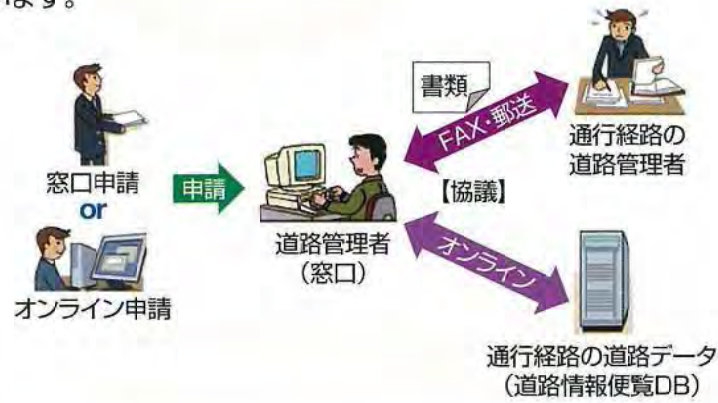 います。
窓口申請
or
オンライン申請
申請
道路管理者
(窓口)
書類
FAX・郵送
【協議】
オンライン
通行経路の
道路管理者
通行経路の道路データ
(道路情報便覧DB)